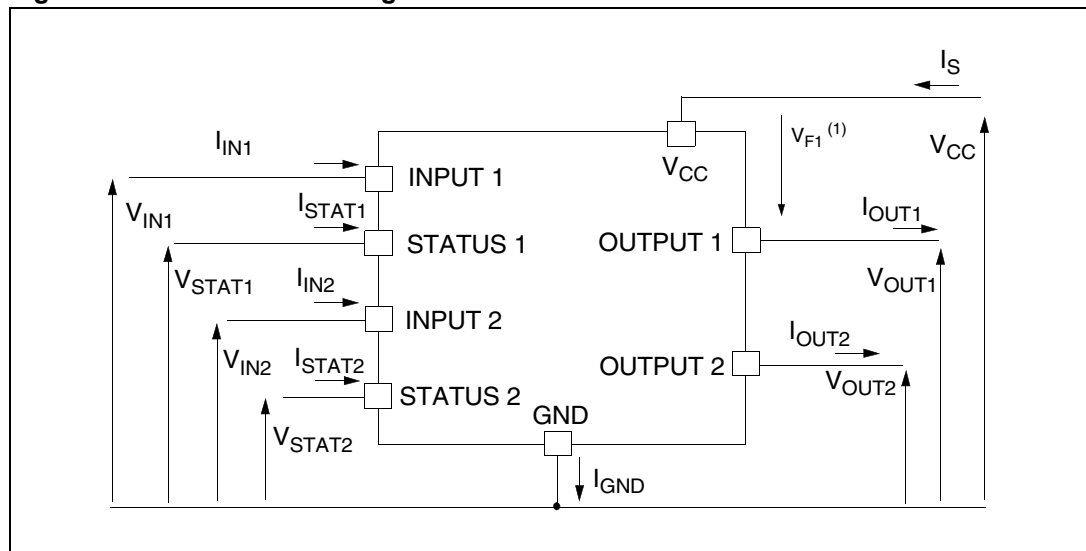 I_S
V_F1 (1)
V_CC
V_CC
I_IN1
INPUT 1
V_IN1
I_STAT1
STATUS 1
V_STAT1
I_IN2
INPUT 2
V_IN2
I_STAT2
STATUS 2
V_STAT2
OUTPUT 1
I_OUT1
V_OUT1
OUTPUT 2
I_OUT2
V_OUT2
GND
I_GND